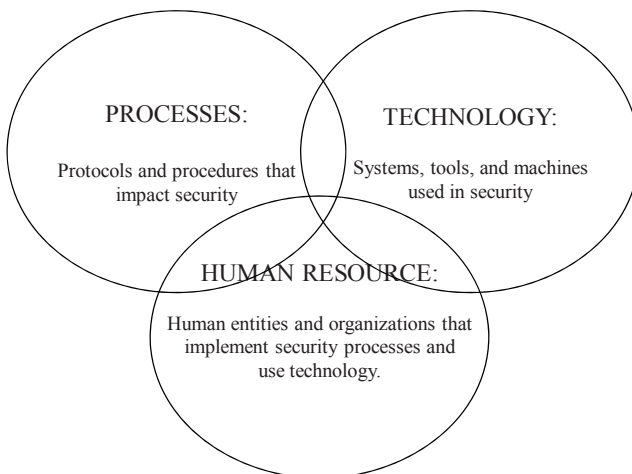 PROCESSES:
Protocols and procedures that
impact security
TECHNOLOGY:
Systems, tools, and machines
used in security
HUMAN RESOURCE:
Human entities and organizations that
implement security processes and
use technology.